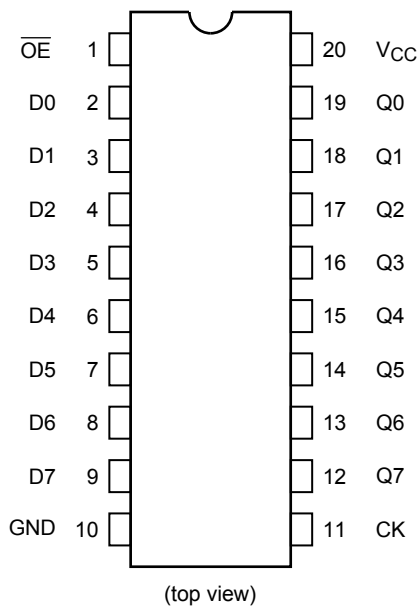 O̅E̅ 1 20 VCC
D0 2 19 Q0
D1 3 18 Q1
D2 4 17 Q2
D3 5 16 Q3
D4 6 15 Q4
D5 7 14 Q5
D6 8 13 Q6
D7 9 12 Q7
GND 10 11 CK
(top view)